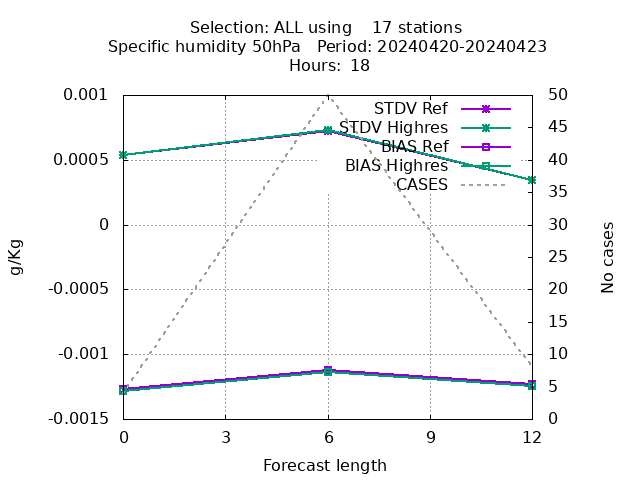 Selection: ALL using    17 stations
Specific humidity 50hPa   Period: 20240420-20240423
Hours: 18
0.001
0.0005
0
-0.0005
-0.001
-0.0015
g/Kg
STDV Ref
STDV Highres
BIAS Ref
BIAS Highres
CASES
50
45
40
35
30
25
20
15
10
5
0
No cases
0 3 6 9 12
Forecast length